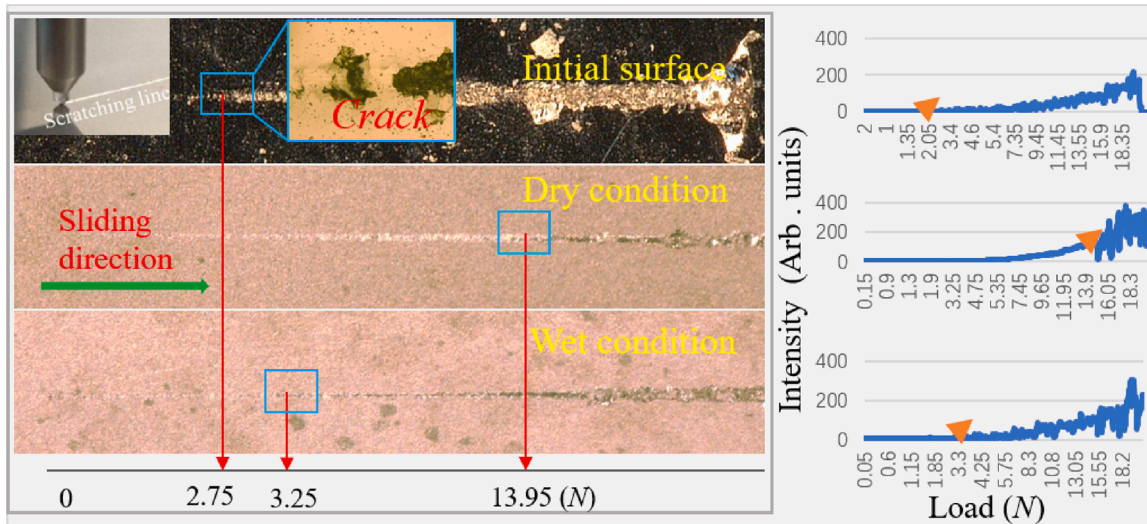 Scratching line
Crack
Initial surface
Dry condition
Sliding
direction
Wet condition
0 2.75 3.25 13.95 (N)
Intensity (Arb . units)
400
200
0
2 1 1.35 2.05 3.4 4.6 5.4 7.35 9.45 11.45 13.55 15.9 18.35
400
200
0
0.15 0.9 1.3 1.9 3.25 4.75 5.35 7.45 9.65 11.95 13.9 16.05 18.3
400
200
0
0.05 0.6 1.15 1.85 3.3 4.25 5.75 8.3 10.8 13.05 15.55 18.2
Load (N)